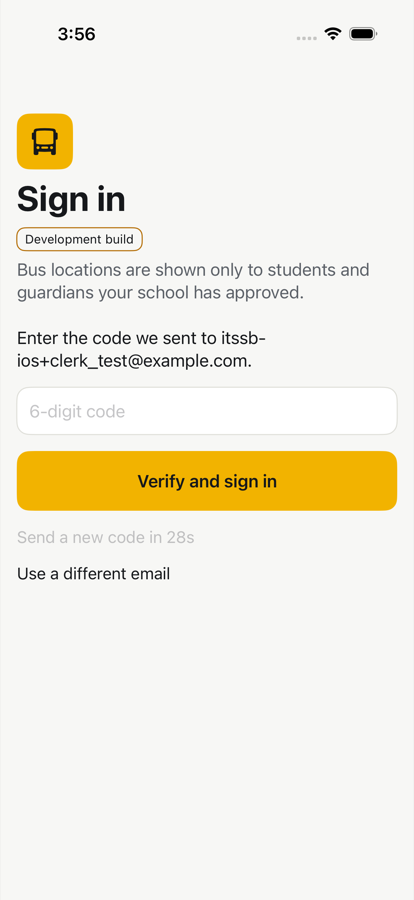 3:56
Sign in
Development build
Bus locations are shown only to students and
guardians your school has approved.
Enter the code we sent to itssb-
ios+clerk_test@example.com.
6-digit code
Verify and sign in
Send a new code in 28s
Use a different email